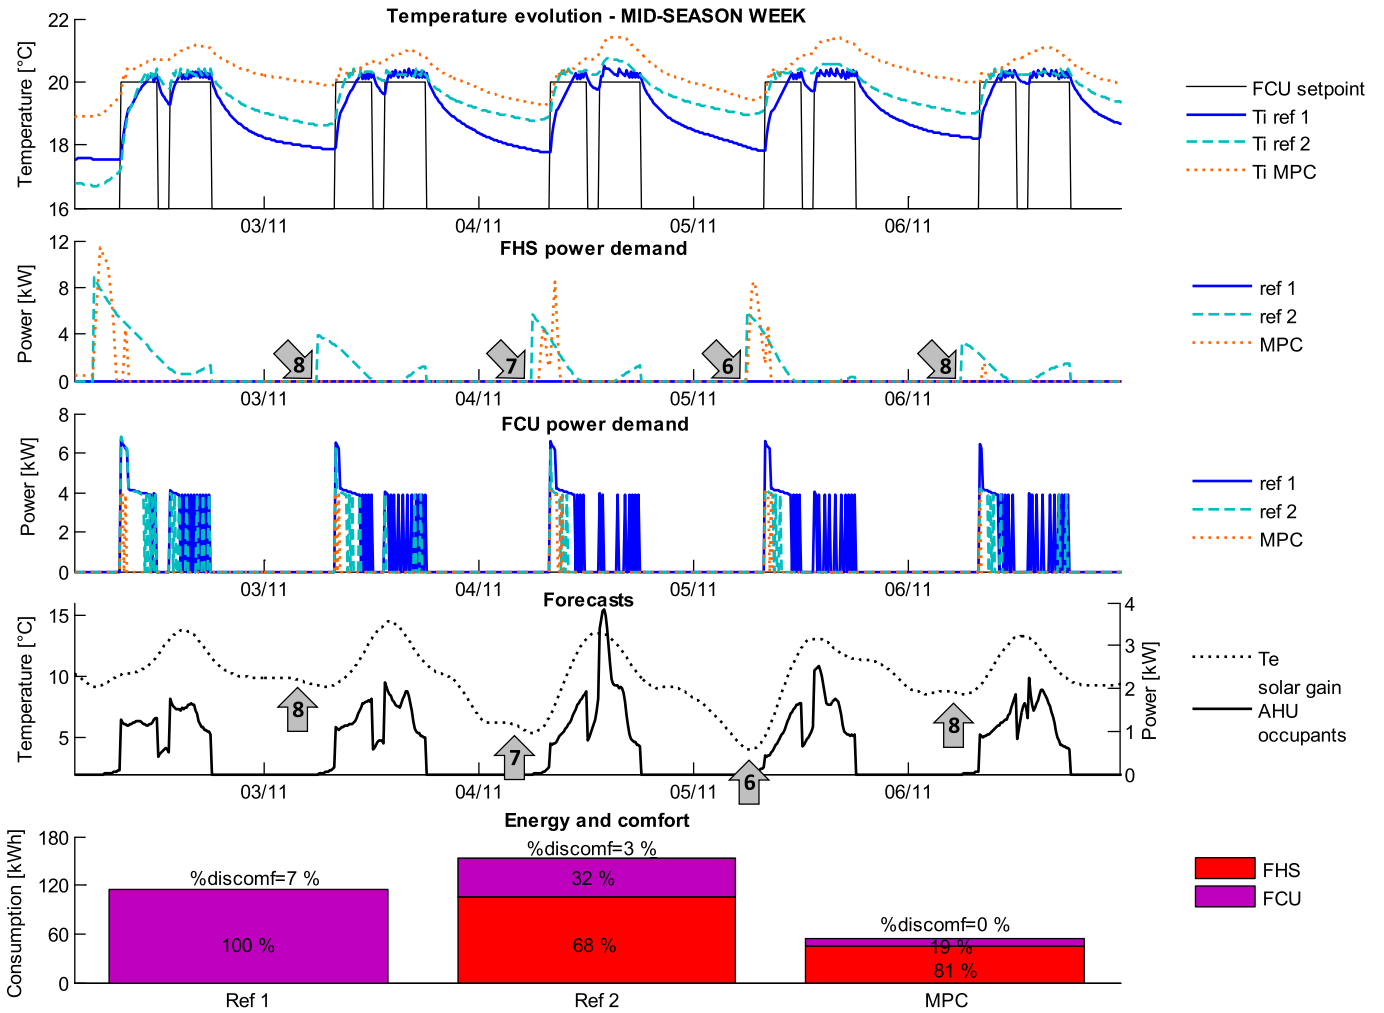 Temperature evolution - MID-SEASON WEEK
22
20
18
16
Temperature [°C]
03/11 04/11 05/11 06/11
FCU setpoint
Ti ref 1
Ti ref 2
Ti MPC
FHS power demand
12
8
4
0
Power [kW]
8 7 6 8
03/11 04/11 05/11 06/11
ref 1
ref 2
MPC
FCU power demand
8
6
4
2
0
Power [kW]
03/11 04/11 05/11 06/11
ref 1
ref 2
MPC
Forecasts
15
10
5
Temperature [°C]
4
3
2
1
0
Power [kW]
8 7 6 8
03/11 04/11 05/11 06/11
Te
solar gain
AHU
occupants
Energy and comfort
180
120
60
0
Consumption [kWh]
%discomf=7 %
100 %
%discomf=3 %
32 %
68 %
%discomf=0 %
19 %
81 %
Ref 1 Ref 2 MPC
FHS
FCU